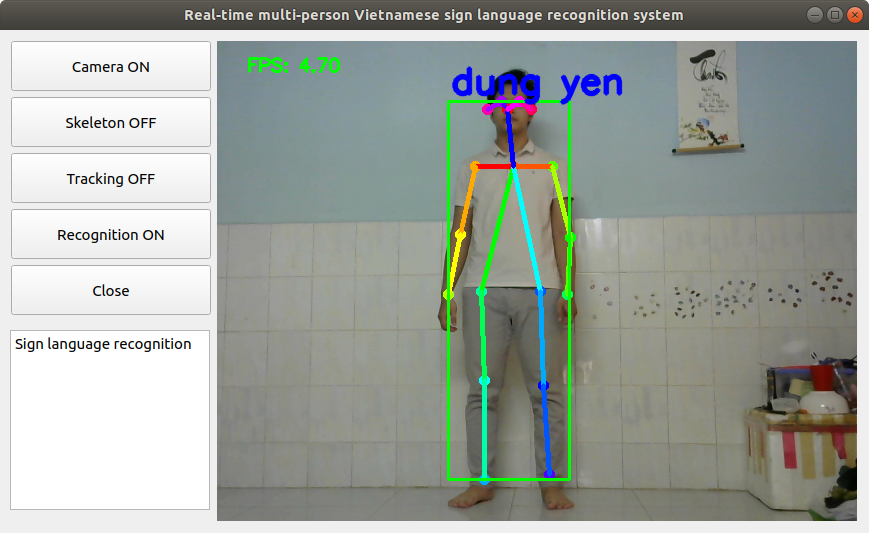 Real-time multi-person Vietnamese sign language recognition system
Camera ON
Skeleton OFF
Tracking OFF
Recognition ON
Close
Sign language recognition
FPS: 4.70
dung yen